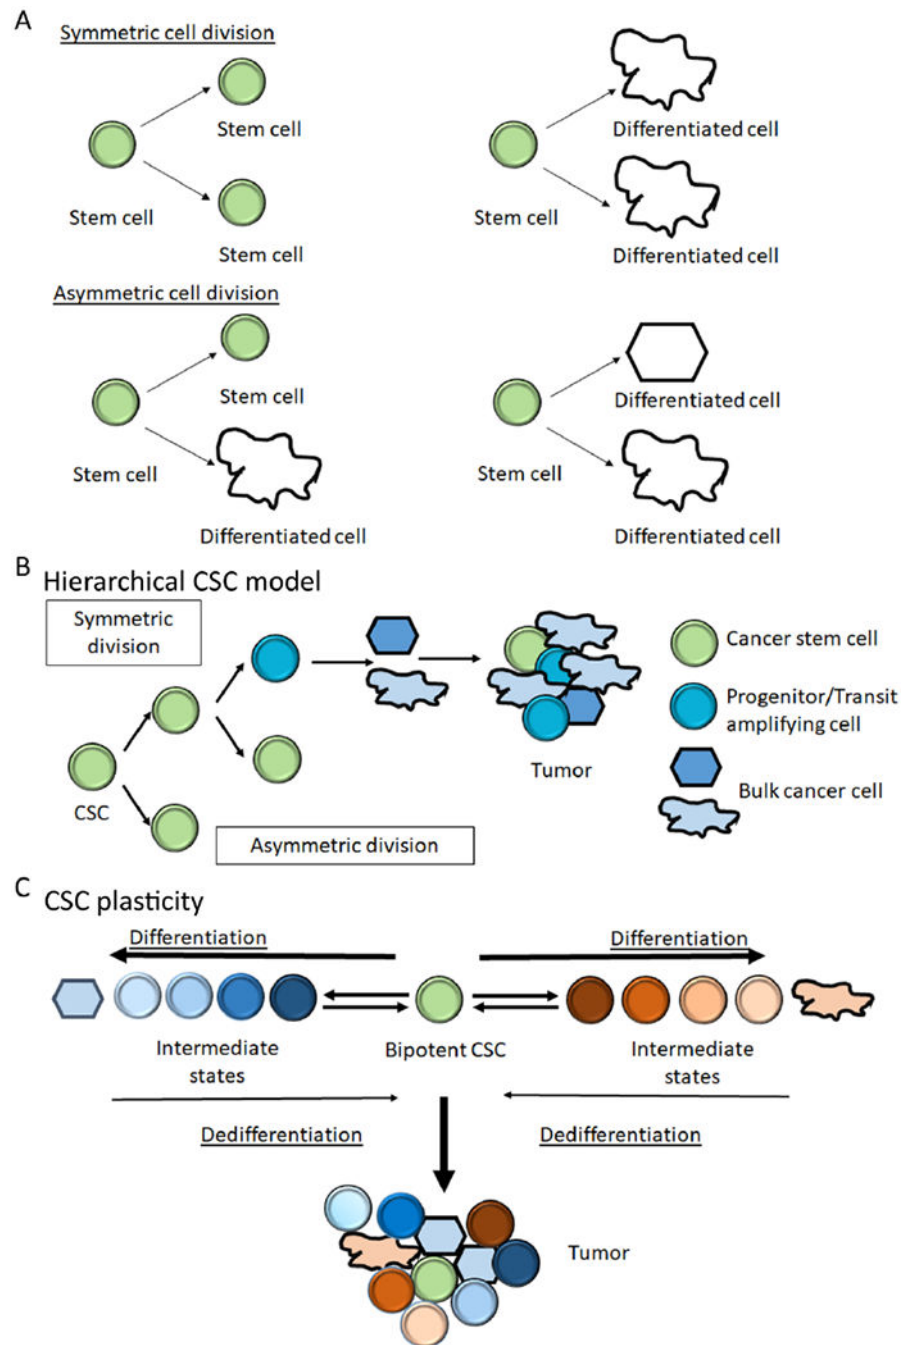 A
Symmetric cell division
Stem cell
Stem cell
Stem cell
Differentiated cell
Stem cell
Differentiated cell
Asymmetric cell division
Stem cell
Stem cell
Differentiated cell
Differentiated cell
Stem cell
Differentiated cell
B
Hierarchical CSC model
Symmetric
division
CSC
Asymmetric division
Tumor
Cancer stem cell
Progenitor/Transit
amplifying cell
Bulk cancer cell
C
CSC plasticity
Differentiation
Differentiation
Intermediate
states
Bipotent CSC
Intermediate
states
Dedifferentiation
Dedifferentiation
Tumor